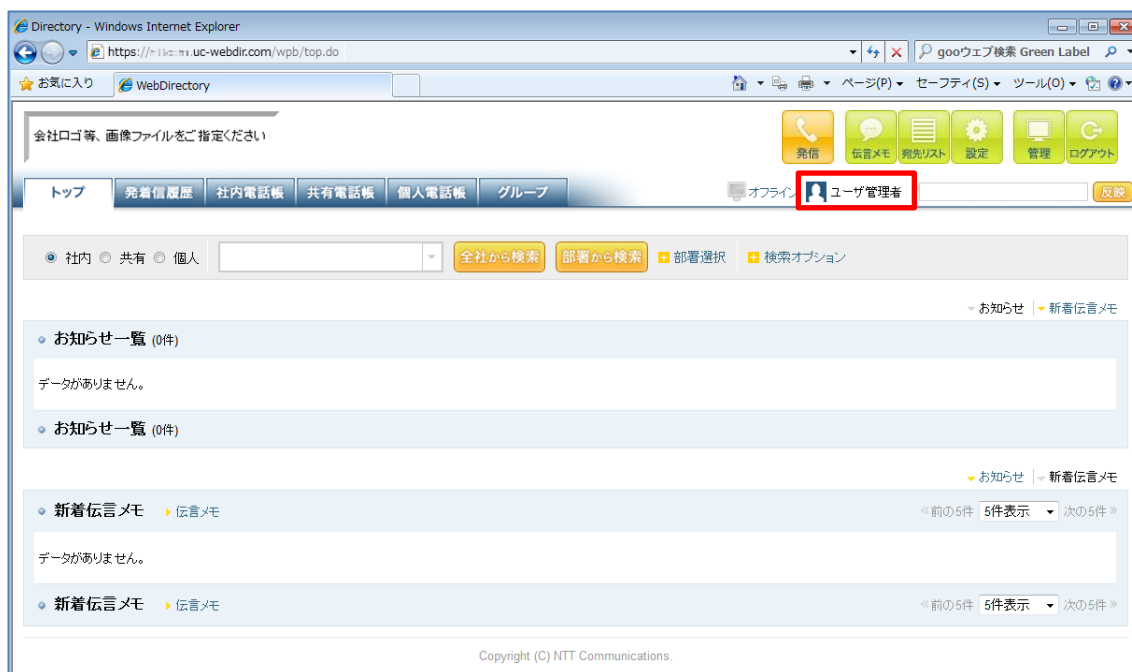 Directory - Windows Internet Explorer
https:// .uc-webdir.com/wpb/top.do
gooウェブ検索 Green Label
お気に入り
WebDirectory
ページ(P)
セーフティ(S)
ツール(O)
会社ロゴ等、画像ファイルをご指定ください
発信
伝言メモ
宛先リスト
設定
管理
ログアウト
トップ
発着信履歴
社内電話帳
共有電話帳
個人電話帳
グループ
オフライン
ユーザ管理者
反映
社内
共有
個人
全社から検索
部署から検索
部署選択
検索オプション
お知らせ
新着伝言メモ
お知らせ一覧 (0件)
データがありません。
お知らせ一覧 (0件)
お知らせ
新着伝言メモ
新着伝言メモ
伝言メモ
≪前の5件 5件表示 次の5件≫
データがありません。
新着伝言メモ
伝言メモ
≪前の5件 5件表示 次の5件≫
Copyright (C) NTT Communications.